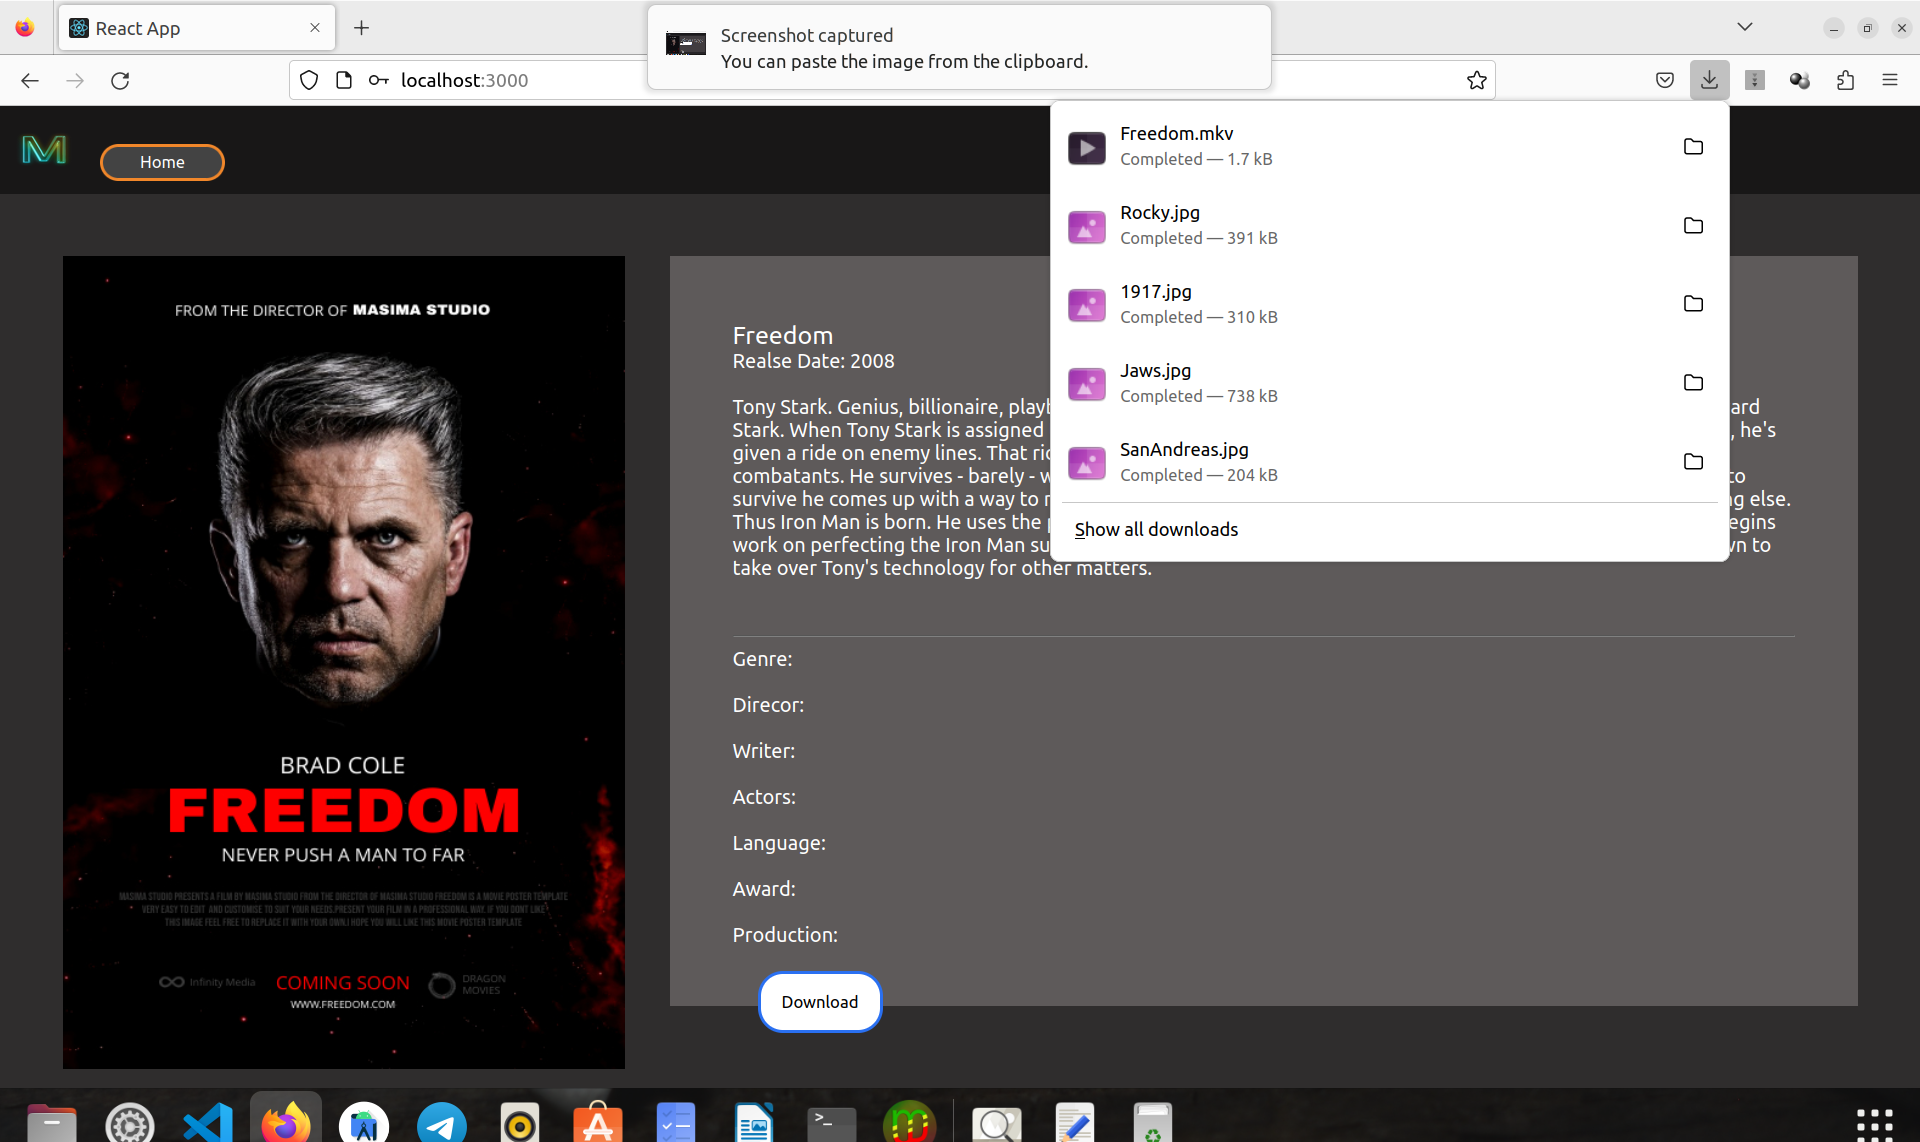 React App
Screenshot captured
You can paste the image from the clipboard.
localhost:3000
M
Home
Freedom.mkv
Completed — 1.7 kB
Rocky.jpg
Completed — 391 kB
1917.jpg
Completed — 310 kB
Jaws.jpg
Completed — 738 kB
SanAndreas.jpg
Completed — 204 kB
Show all downloads
FROM THE DIRECTOR OF MASIMA STUDIO
BRAD COLE
FREEDOM
NEVER PUSH A MAN TO FAR
MASIMA STUDIO PRESENTS A FILM BY MASIMA STUDIO FROM THE DIRECTOR OF MASIMA STUDIO FREEDOM IS A MOVIE POSTER TEMPLATE
VERY EASY TO EDIT AND CUSTOMISE TO SUIT YOUR NEEDS.PRESENT YOUR FILM IN A PROFESSIONAL WAY. IF YOU DONT LIKE
THIS IMAGE FEEL FREE TO REPLACE IT WITH YOUR OWN.I HOPE YOU WILL LIKE THIS MOVIE POSTER TEMPLATE
Infinity Media
COMING SOON
WWW.FREEDOM.COM
DRAGON
MOVIES
Freedom
Realse Date: 2008
Tony Stark. Genius, billionaire, playb ard
Stark. When Tony Stark is assigned , he's
given a ride on enemy lines. That ric
combatants. He survives - barely - w to
survive he comes up with a way to r g else.
Thus Iron Man is born. He uses the egins
work on perfecting the Iron Man su vn to
take over Tony's technology for other matters.
Genre:
Direcor:
Writer:
Actors:
Language:
Award:
Production:
Download